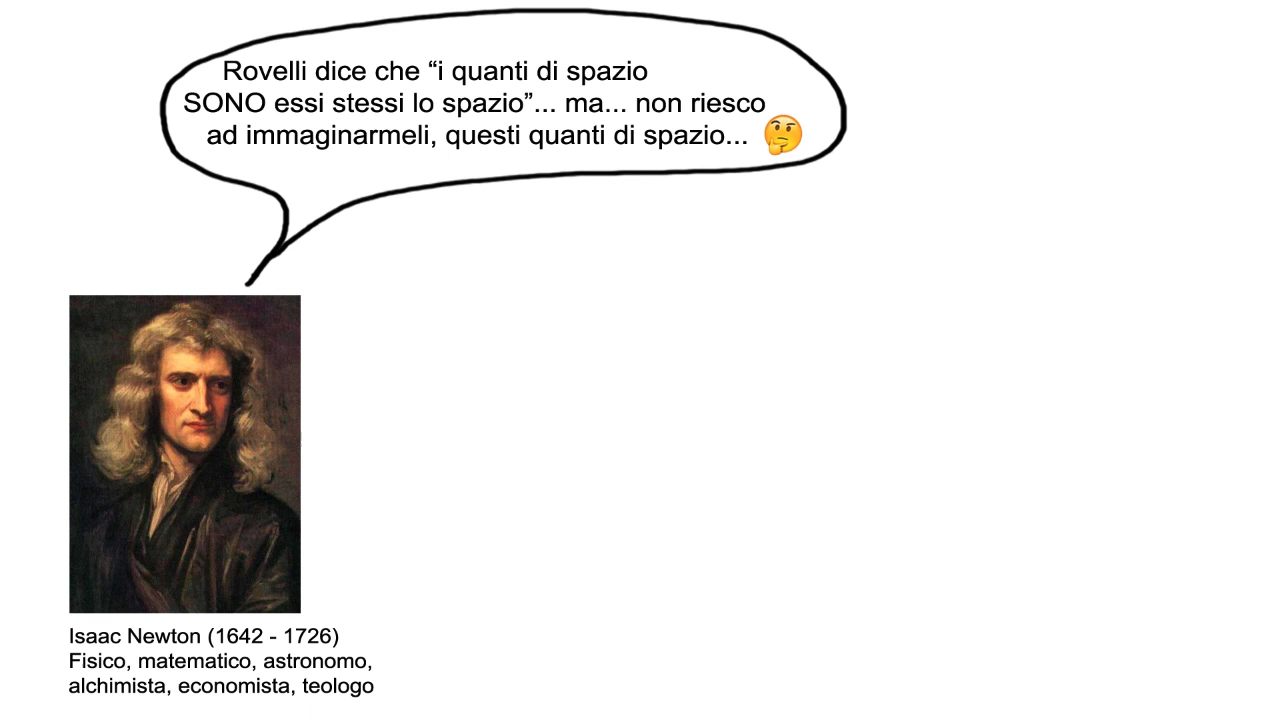 Rovelli dice che “i quanti di spazio
SONO essi stessi lo spazio”... ma... non riesco
ad immaginarmeli, questi quanti di spazio... 🤔
Isaac Newton (1642 - 1726)
Fisico, matematico, astronomo,
alchimista, economista, teologo